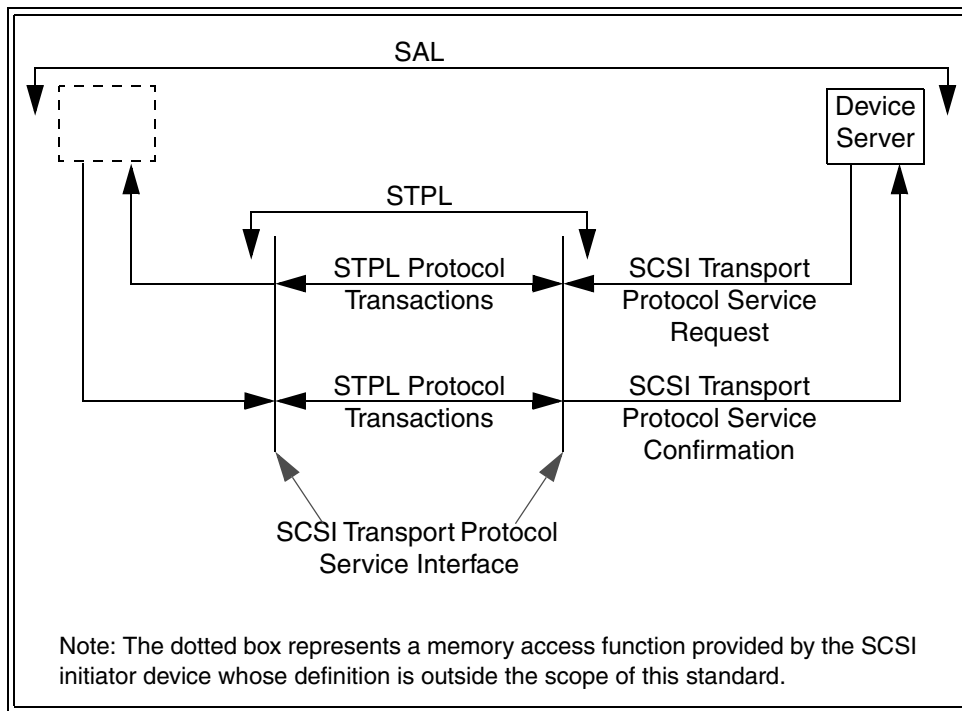 SAL
Device
Server
STPL
STPL Protocol
Transactions
SCSI Transport
Protocol Service
Request
STPL Protocol
Transactions
SCSI Transport
Protocol Service
Confirmation
SCSI Transport Protocol
Service Interface
Note: The dotted box represents a memory access function provided by the SCSI
initiator device whose definition is outside the scope of this standard.